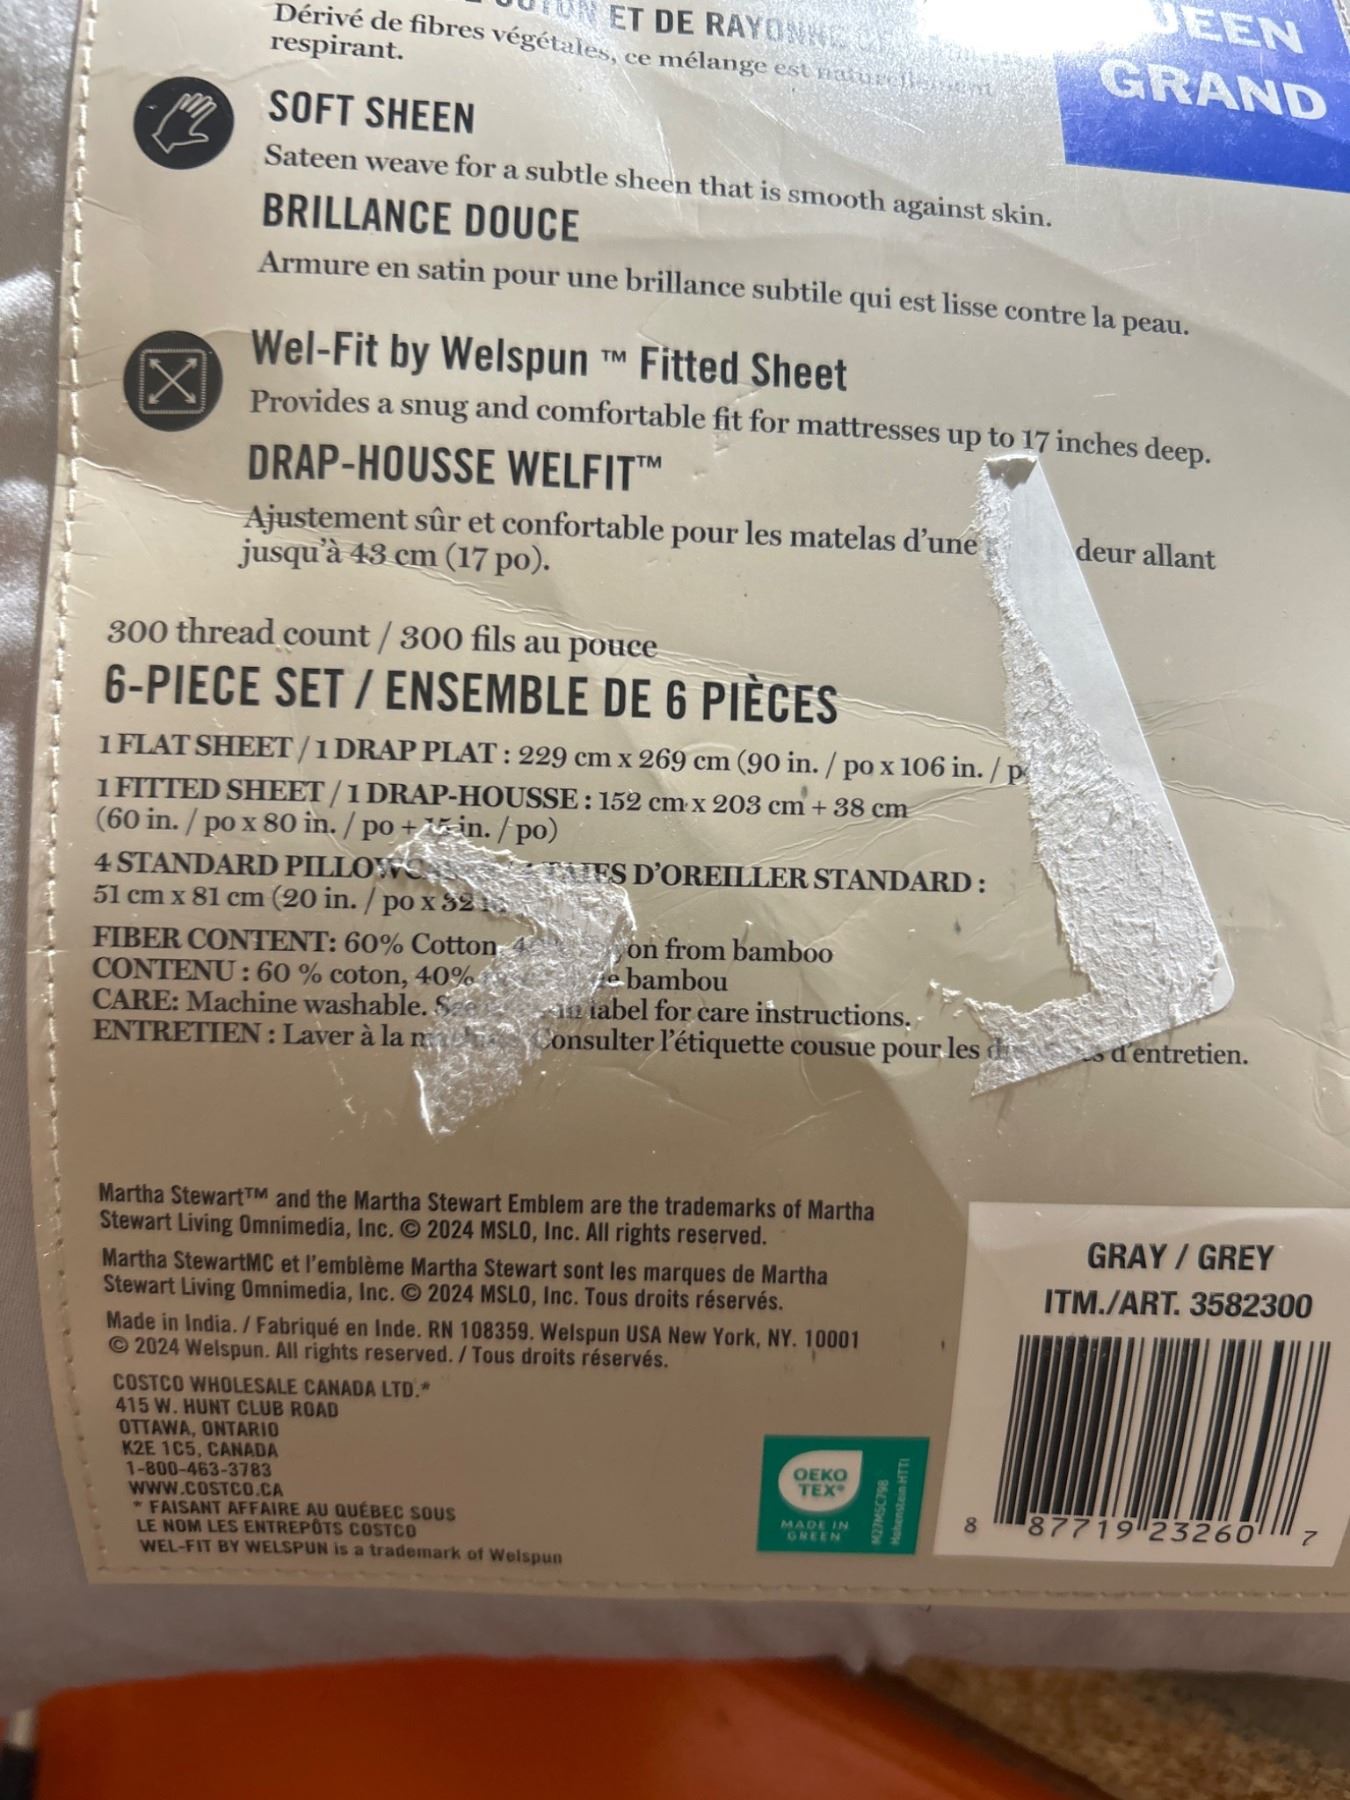 ET DE RAYONNE
Dérivé de fibres végétales, ce mélange est naturellement
respirant.
QUEEN
GRAND
SOFT SHEEN
Sateen weave for a subtle sheen that is smooth against skin.
BRILLANCE DOUCE
Armure en satin pour une brillance subtile qui est lisse contre la peau.
Wel-Fit by Welspun ™ Fitted Sheet
Provides a snug and comfortable fit for mattresses up to 17 inches deep.
DRAP-HOUSSE WELFIT™
Ajustement sûr et confortable pour les matelas d'une deur allant
jusqu'à 43 cm (17 po).
300 thread count / 300 fils au pouce
6-PIECE SET / ENSEMBLE DE 6 PIÈCES
1 FLAT SHEET / 1 DRAP PLAT : 229 cm x 269 cm (90 in. / po x 106 in. / p
1 FITTED SHEET / 1 DRAP-HOUSSE : 152 cm x 203 cm + 38 cm
(60 in. / po x 80 in. / po + 15 in. / po)
4 STANDARD PILLOWC TAIES D'OREILLER STANDARD :
51 cm x 81 cm (20 in. / po x 32
FIBER CONTENT: 60% Cotton, on from bamboo
CONTENU : 60 % coton, 40% bambou
CARE: Machine washable. label for care instructions.
ENTRETIEN : Laver à la Consulter l'étiquette cousue pour les d'entretien.
Martha Stewart™ and the Martha Stewart Emblem are the trademarks of Martha
Stewart Living Omnimedia, Inc. © 2024 MSLO, Inc. All rights reserved.
Martha StewartMC et l'emblème Martha Stewart sont les marques de Martha
Stewart Living Omnimedia, Inc. © 2024 MSLO, Inc. Tous droits réservés.
Made in India. / Fabriqué en Inde. RN 108359. Welspun USA New York, NY. 10001
© 2024 Welspun. All rights reserved. / Tous droits réservés.
COSTCO WHOLESALE CANADA LTD.*
415 W. HUNT CLUB ROAD
OTTAWA, ONTARIO
K2E 1C5, CANADA
1-800-463-3783
WWW.COSTCO.CA
* FAISANT AFFAIRE AU QUÉBEC SOUS
LE NOM LES ENTREPÔTS COSTCO
WEL-FIT BY WELSPUN is a trademark of Welspun
OEKO
TEX®
MADE IN
GREEN
M27M5C798
Hohenstein HTTI
GRAY / GREY
ITM./ART. 3582300
8 87719 23260 7